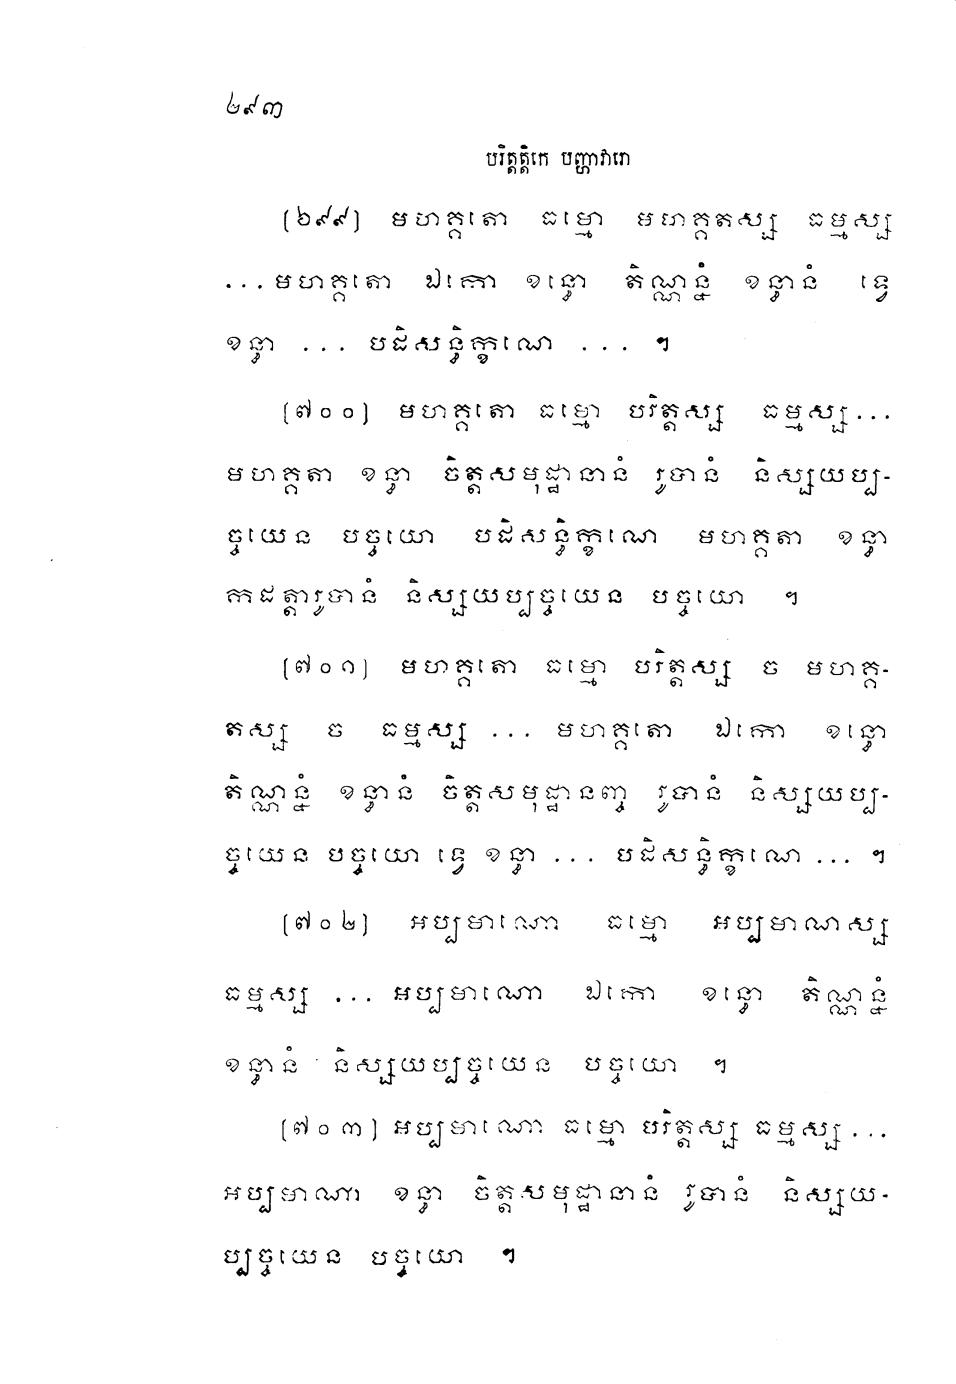 ២៩៣
បរិត្តត្តិកេ បញ្ហាវារោ
[៦៩៩] មហគ្គតោ ធម្មោ មហគ្គតស្ស ធម្មស្ស
...មហគ្គតោ ឯកោ ខន្ធោ តិណ្ណន្នំ ខន្ធានំ ទ្វេ
ខន្ធា ... បដិសន្ធិក្ខណេ ... ។
[៧០០] មហគ្គតោ ធម្មោ បរិត្តស្ស ធម្មស្ស...
មហគ្គតា ខន្ធា ចិត្តសមុដ្ឋានានំ រូបានំ និស្សយប្ប-
ច្ចយេន បច្ចយោ បដិសន្ធិក្ខណេ មហគ្គតា ខន្ធា
កដត្តារូបានំ និស្សយប្បច្ចយេន បច្ចយោ ។
[៧០១] មហគ្គតោ ធម្មោ បរិត្តស្ស ច មហគ្គ-
តស្ស ច ធម្មស្ស ... មហគ្គតោ ឯកោ ខន្ធោ
តិណ្ណន្នំ ខន្ធានំ ចិត្តសមុដ្ឋានញ្ច រូបានំ និស្សយប្ប-
ច្ចយេន បច្ចយោ ទ្វេ ខន្ធា ... បដិសន្ធិក្ខណេ ... ។
[៧០២] អប្បមាណោ ធម្មោ អប្បមាណស្ស
ធម្មស្ស ... អប្បមាណោ ឯកោ ខន្ធោ តិណ្ណន្នំ
ខន្ធានំ និស្សយប្បច្ចយេន បច្ចយោ ។
[៧០៣] អប្បមាណោ ធម្មោ បរិត្តស្ស ធម្មស្ស ...
អប្បមាណា ខន្ធា ចិត្តសមុដ្ឋានានំ រូបានំ និស្សយ-
ប្បច្ចយេន បច្ចយោ ។